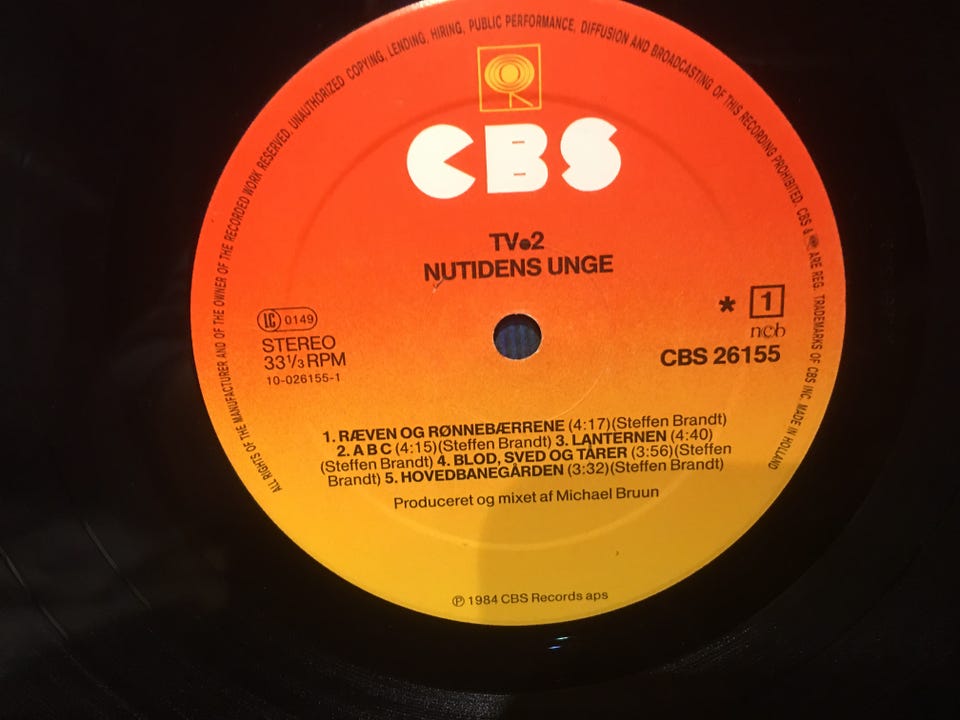 ALL RIGHTS OF THE MANUFACTURER AND OF THE OWNER OF THE RECORDED WORK RESERVED, UNAUTHORIZED COPYING, LENDING, HIRING, PUBLIC PERFORMANCE, DIFFUSION AND BROADCASTING OF THIS RECORDING PROHIBITED. CBS & ARE REG. TRADEMARKS OF CBS INC. MADE IN HOLLAND
CBS
TV•2
NUTIDENS UNGE
LC 0149
STEREO
33⅓ RPM
10-026155-1
* 1
ncb
CBS 26155
1. RÆVEN OG RØNNEBÆRRENE (4:17)(Steffen Brandt)
2. A B C (4:15)(Steffen Brandt) 3. LANTERNEN (4:40)
(Steffen Brandt) 4. BLOD, SVED OG TÅRER (3:56)(Steffen
Brandt) 5. HOVEDBANEGÅRDEN (3:32)(Steffen Brandt)
Produceret og mixet af Michael Bruun
℗ 1984 CBS Records aps